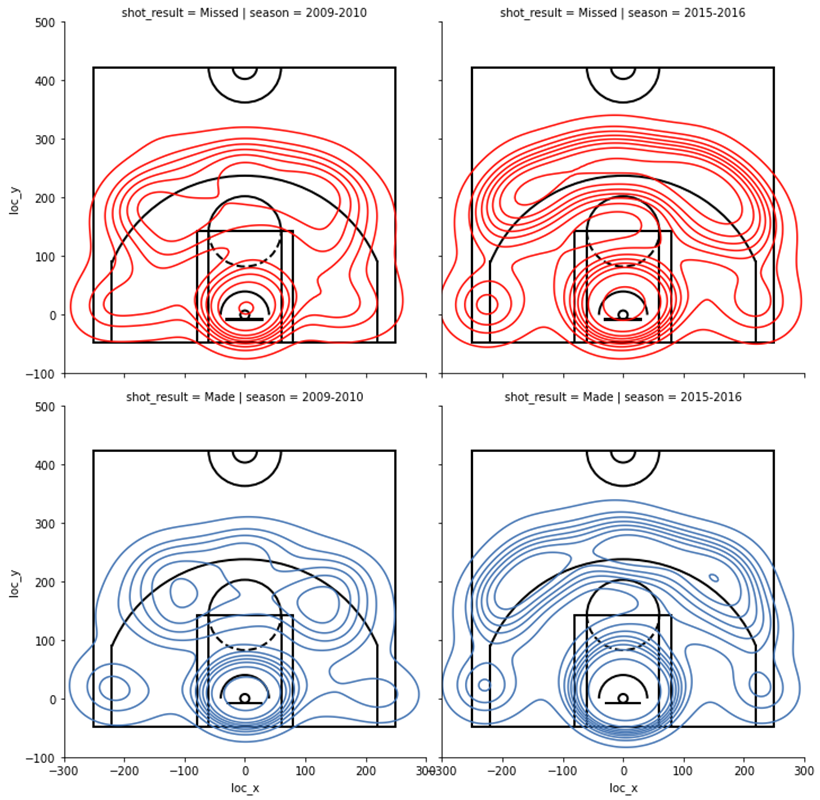 shot_result = Missed | season = 2009-2010
shot_result = Missed | season = 2015-2016
500
400
300
200
100
0
−100
loc_y
shot_result = Made | season = 2009-2010
shot_result = Made | season = 2015-2016
500
400
300
200
100
0
−100
loc_y
−300 −200 −100 0 100 200 300
−300 −200 −100 0 100 200 300
loc_x
loc_x